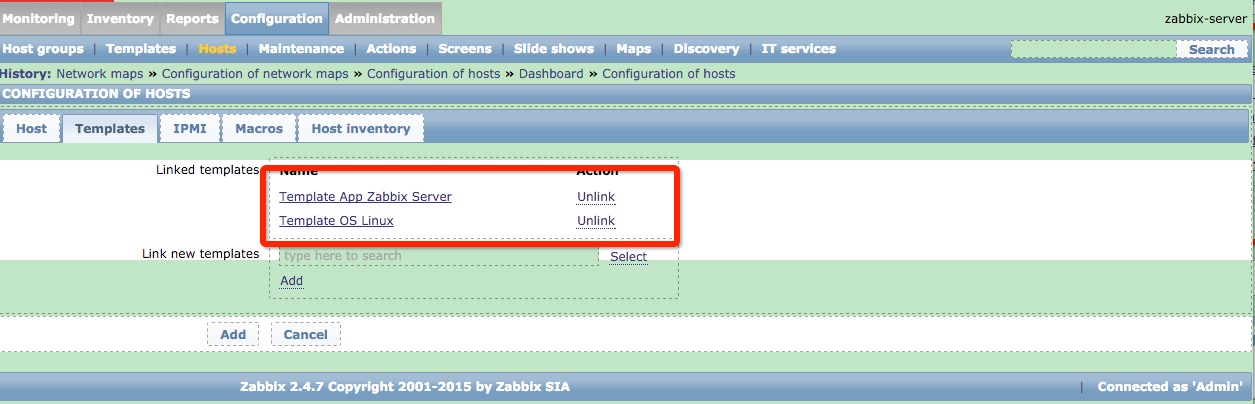 Monitoring Inventory Reports Configuration Administration zabbix-server
Host groups | Templates | Hosts | Maintenance | Actions | Screens | Slide shows | Maps | Discovery | IT services Search
History: Network maps » Configuration of network maps » Configuration of hosts » Dashboard » Configuration of hosts
CONFIGURATION OF HOSTS
Host Templates IPMI Macros Host inventory
Linked templates Name Action
Template App Zabbix Server Unlink
Template OS Linux Unlink
Link new templates type here to search Select
Add
Add Cancel
Zabbix 2.4.7 Copyright 2001-2015 by Zabbix SIA | Connected as 'Admin'